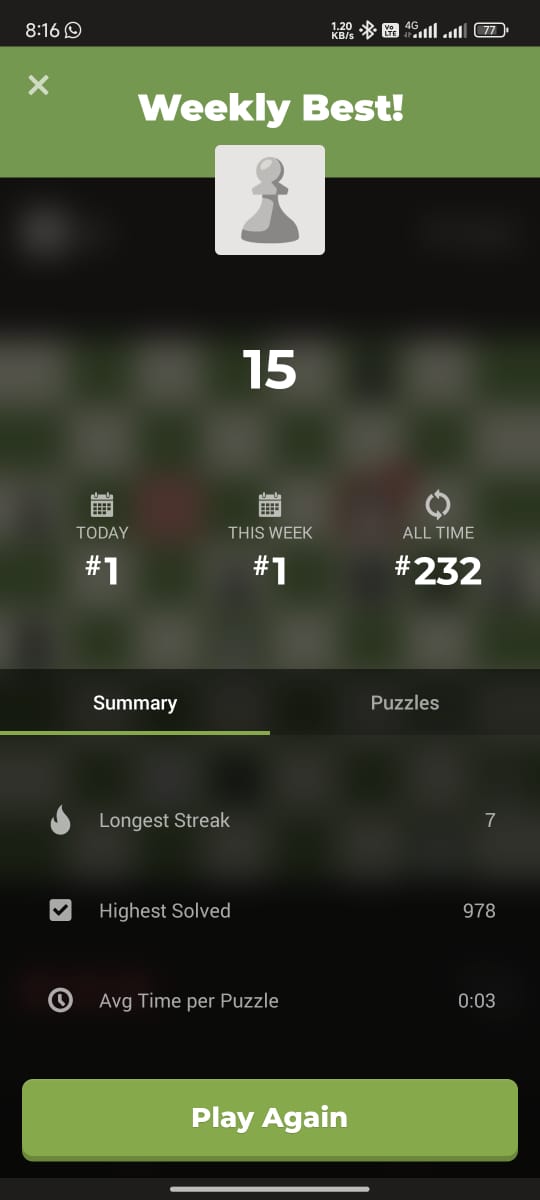 8:16
1.20
KB/s
Vo
LTE
4G
77
Weekly Best!
15
TODAY
#1
THIS WEEK
#1
ALL TIME
#232
Summary
Puzzles
Longest Streak
7
Highest Solved
978
Avg Time per Puzzle
0:03
Play Again